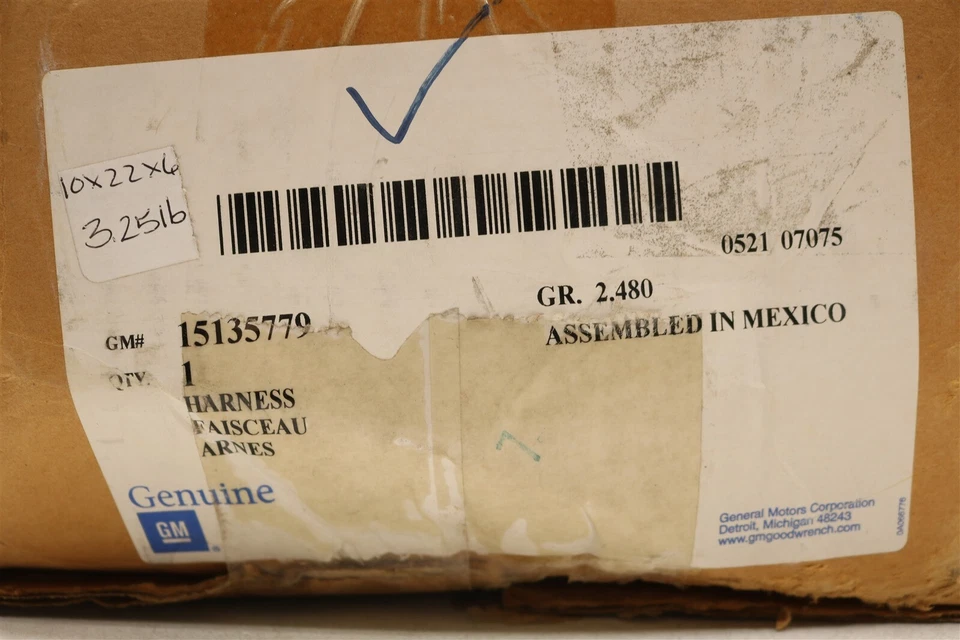 10x22x6
3.25lb
0521 07075
GR. 2.480
ASSEMBLED IN MEXICO
GM# 15135779
QTY. 1
HARNESS
FAISCEAU
ARNES
7
Genuine
GM
General Motors Corporation
Detroit, Michigan 48243
www.gmgoodwrench.com